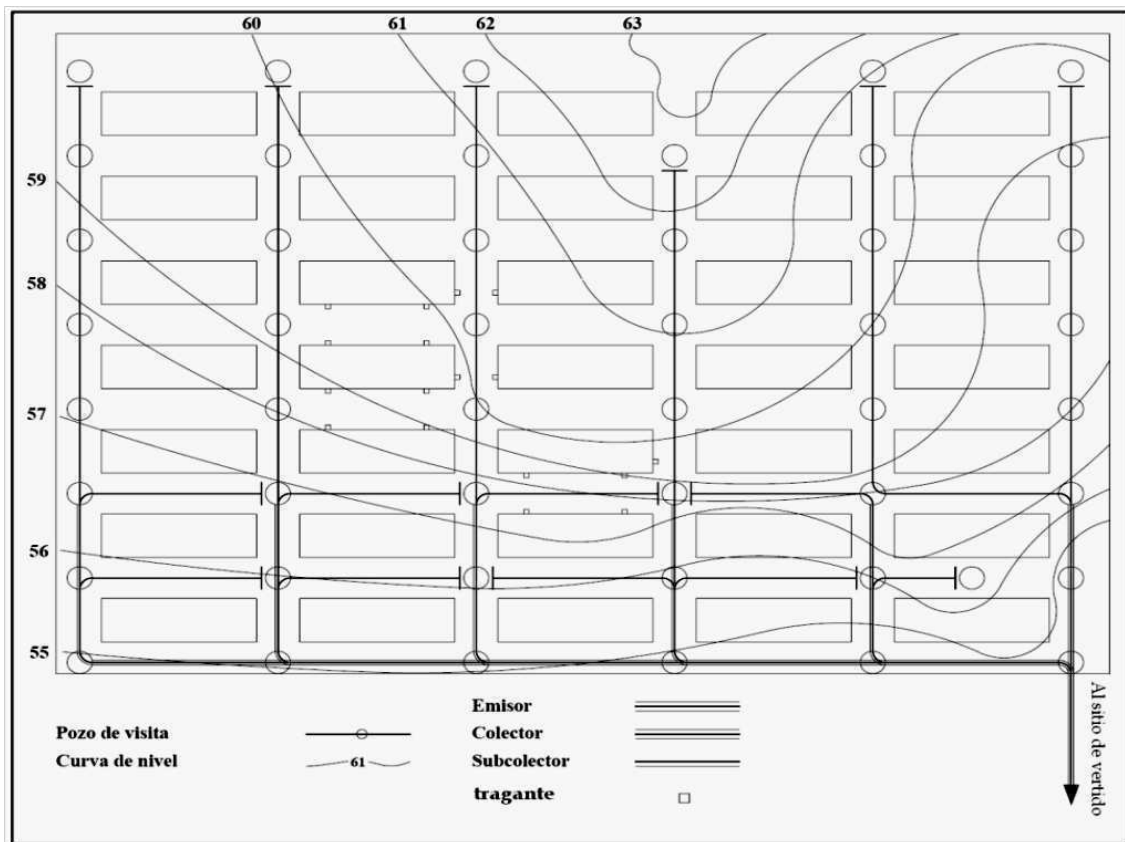 60 61 62 63
59
58
57
56
55
Al sitio de vertido
Emisor
Pozo de visita
Colector
Curva de nivel
61
Subcolector
tragante